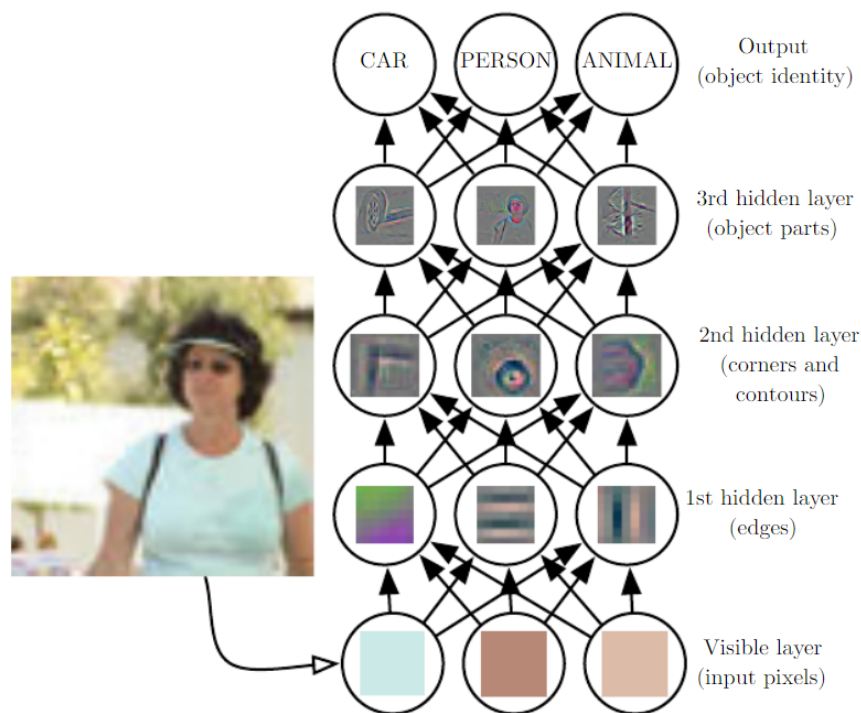 CAR
PERSON
ANIMAL
Output
(object identity)
3rd hidden layer
(object parts)
2nd hidden layer
(corners and
contours)
1st hidden layer
(edges)
Visible layer
(input pixels)